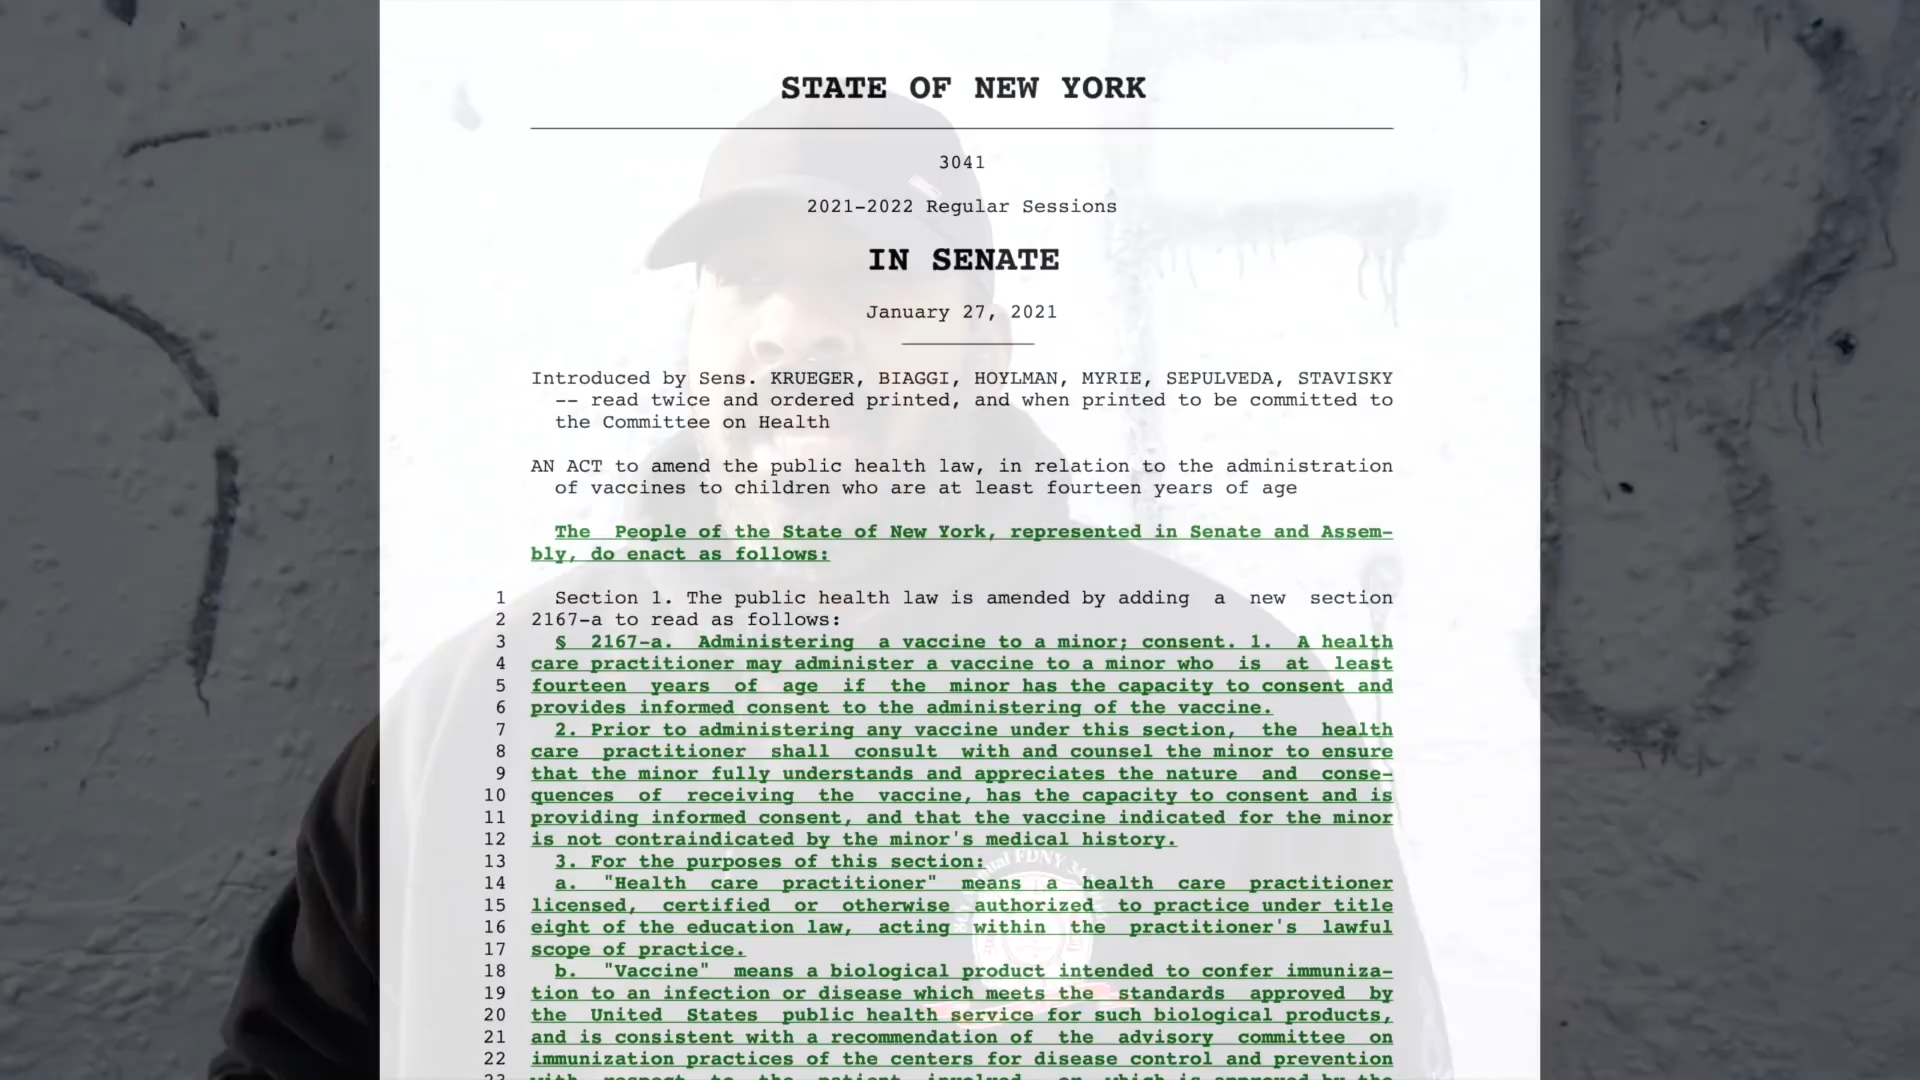 STATE OF NEW YORK
3041
2021-2022 Regular Sessions
IN SENATE
January 27, 2021
Introduced by Sens. KRUEGER, BIAGGI, HOYLMAN, MYRIE, SEPULVEDA, STAVISKY
-- read twice and ordered printed, and when printed to be committed to
the Committee on Health
AN ACT to amend the public health law, in relation to the administration
of vaccines to children who are at least fourteen years of age
The People of the State of New York, represented in Senate and Assem-
bly, do enact as follows:
1 Section 1. The public health law is amended by adding a new section
2 2167-a to read as follows:
3 § 2167-a. Administering a vaccine to a minor; consent. 1. A health
4 care practitioner may administer a vaccine to a minor who is at least
5 fourteen years of age if the minor has the capacity to consent and
6 provides informed consent to the administering of the vaccine.
7 2. Prior to administering any vaccine under this section, the health
8 care practitioner shall consult with and counsel the minor to ensure
9 that the minor fully understands and appreciates the nature and conse-
10 quences of receiving the vaccine, has the capacity to consent and is
11 providing informed consent, and that the vaccine indicated for the minor
12 is not contraindicated by the minor's medical history.
13 3. For the purposes of this section:
14 a. "Health care practitioner" means a health care practitioner
15 licensed, certified or otherwise authorized to practice under title
16 eight of the education law, acting within the practitioner's lawful
17 scope of practice.
18 b. "Vaccine" means a biological product intended to confer immuniza-
19 tion to an infection or disease which meets the standards approved by
20 the United States public health service for such biological products,
21 and is consistent with a recommendation of the advisory committee on
22 immunization practices of the centers for disease control and prevention
23 with respect to the patient involved, or which is approved by the
FDNY